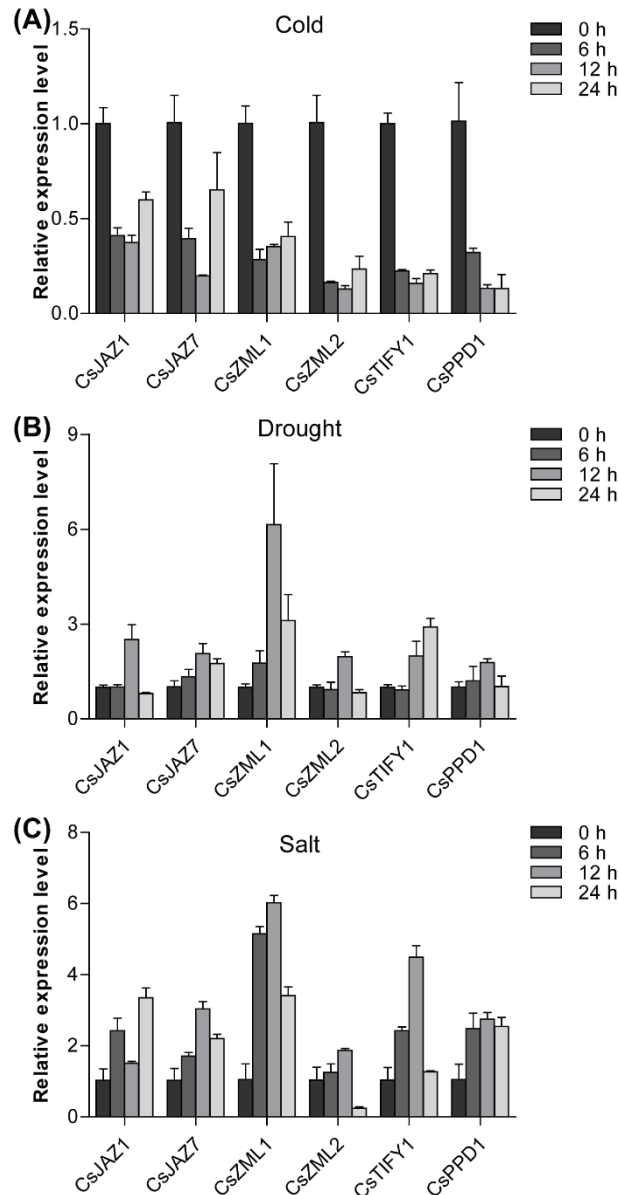 (A)
Cold
0 h
6 h
12 h
24 h
Relative expression level
1.5
1.0
0.5
0.0
CsJAZ1
CsJAZ7
CsZML1
CsZML2
CsTIFY1
CsPPD1
(B)
Drought
0 h
6 h
12 h
24 h
Relative expression level
9
6
3
0
CsJAZ1
CsJAZ7
CsZML1
CsZML2
CsTIFY1
CsPPD1
(C)
Salt
0 h
6 h
12 h
24 h
Relative expression level
8
6
4
2
0
CsJAZ1
CsJAZ7
CsZML1
CsZML2
CsTIFY1
CsPPD1